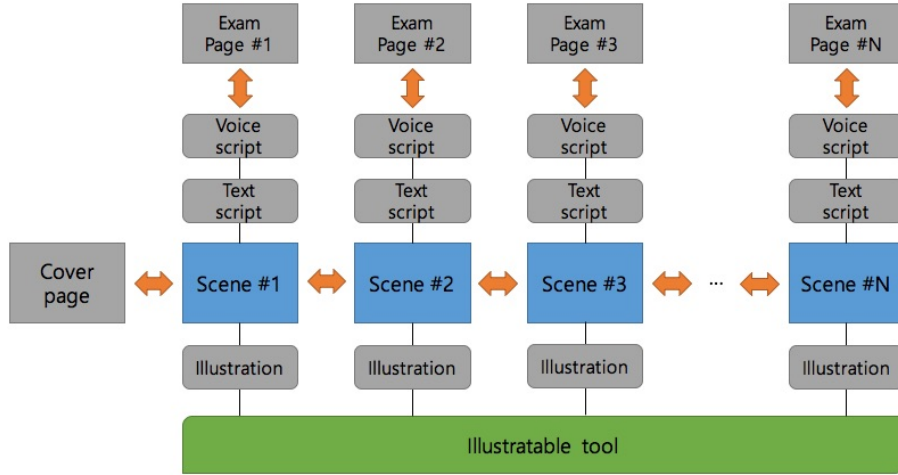 Exam
Page #1
Exam
Page #2
Exam
Page #3
Exam
Page #N
Voice
script
Voice
script
Voice
script
Voice
script
Text
script
Text
script
Text
script
Text
script
Cover
page
Scene #1
Scene #2
Scene #3
...
Scene #N
Illustration
Illustration
Illustration
Illustration
Illustratable tool